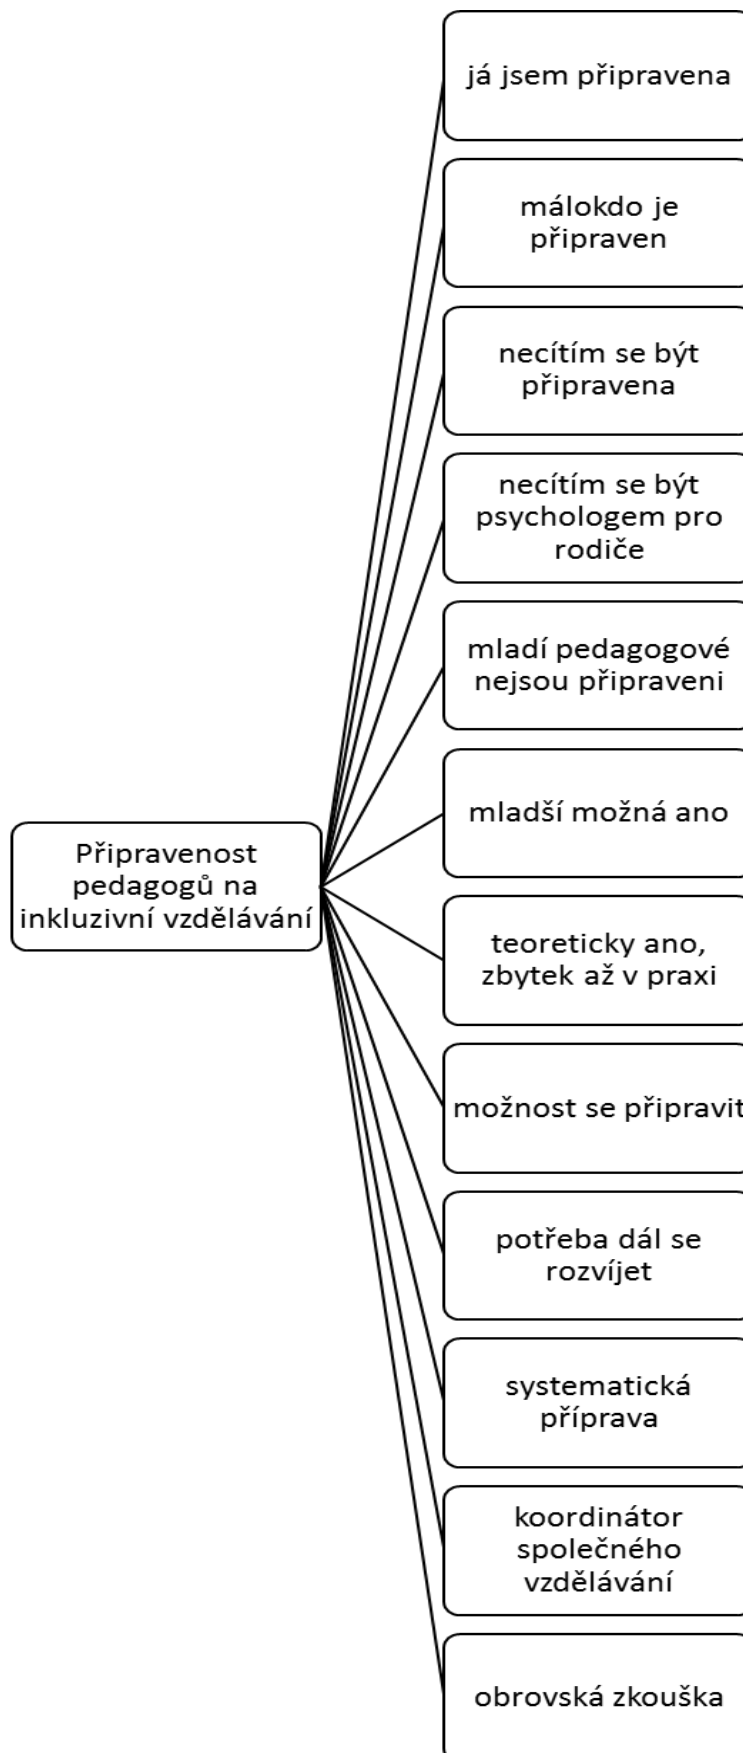 já jsem připravena
málokdo je
připraven
necítím se být
připravena
necítím se být
psychologem pro
rodiče
mladí pedagogové
nejsou připraveni
mladší možná ano
Připravenost
pedagogů na
inkluzivní vzdělávání
teoreticky ano,
zbytek až v praxi
možnost se připravit
potřeba dál se
rozvíjet
systematická
příprava
koordinátor
společného
vzdělávání
obrovská zkouška